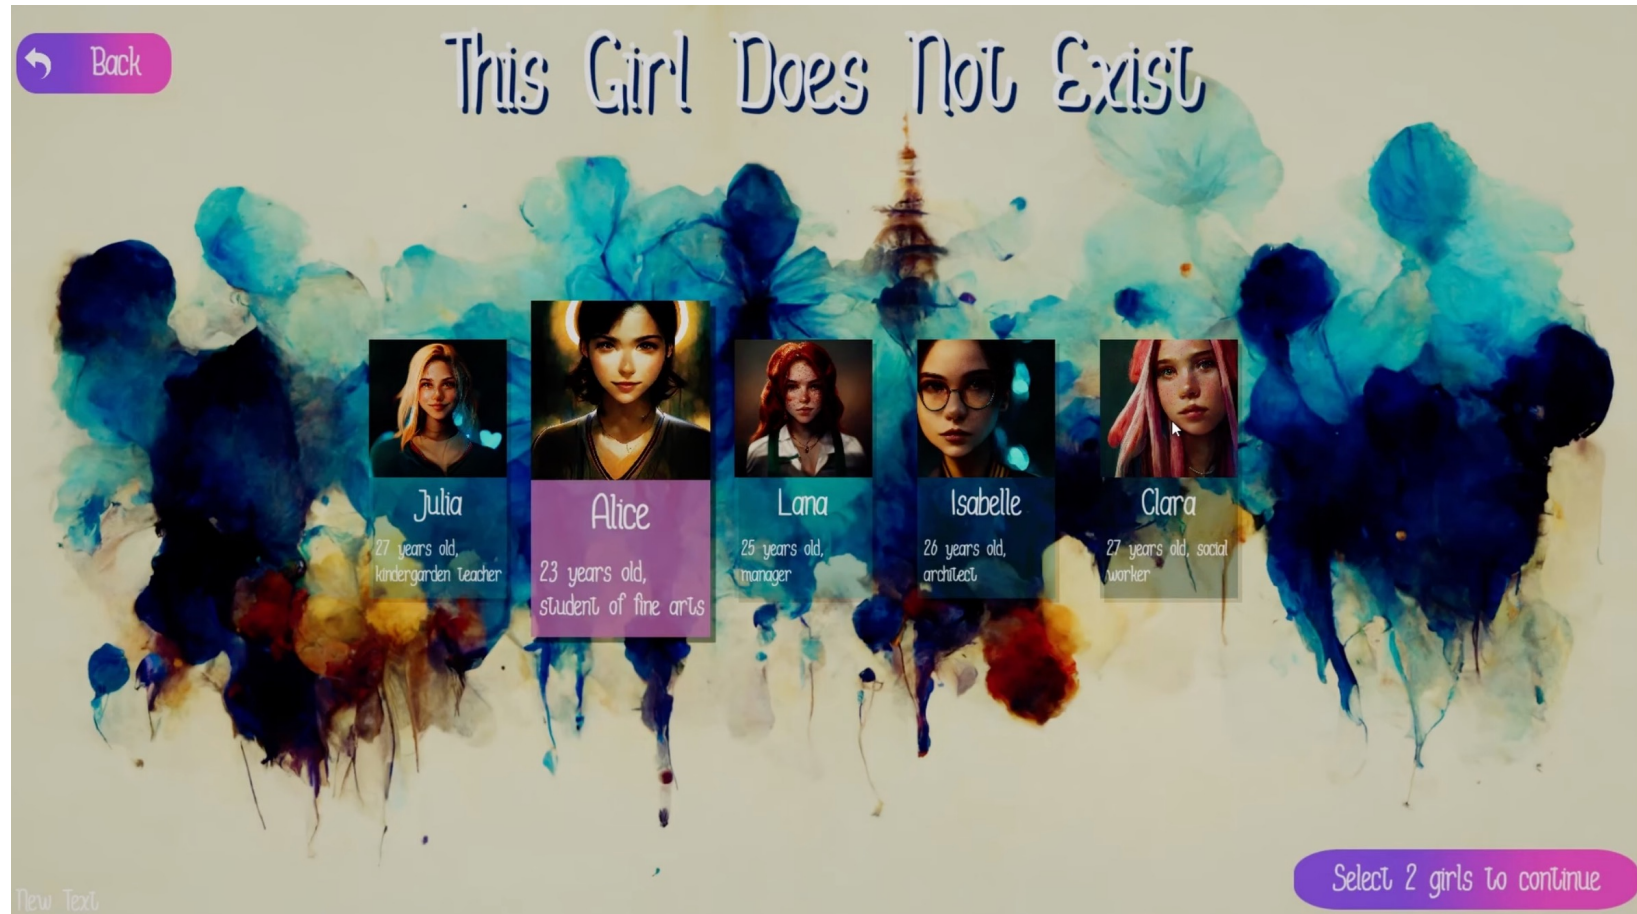 Back
This Girl Does Not Exist
Julia
27 years old,
kindergarden teacher
Alice
23 years old,
student of fine arts
Lana
25 years old,
manager
Isabelle
26 years old,
architect
Clara
27 years old, social
worker
New Text
Select 2 girls to continue